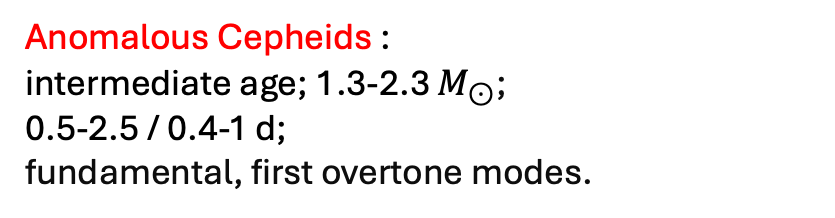 Anomalous Cepheids :
intermediate age; 1.3-2.3 M☉;
0.5-2.5 / 0.4-1 d;
fundamental, first overtone modes.